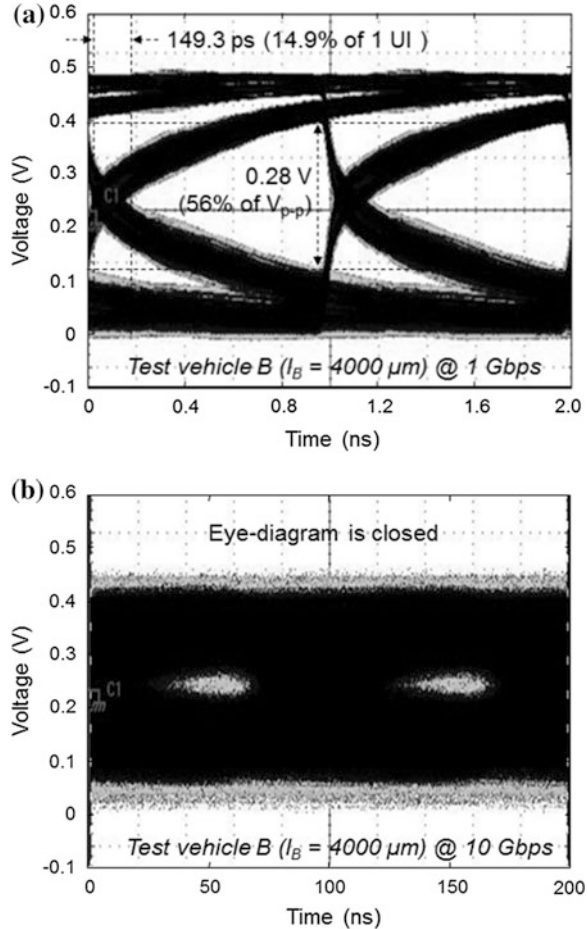 (a)
149.3 ps (14.9% of 1 UI )
0.6
0.5
0.4
0.3
0.2
0.1
0
-0.1
Voltage (V)
C1
0.28 V
(56% of Vp-p)
Test vehicle B (lB = 4000 μm) @ 1 Gbps
0 0.4 0.8 1.2 1.6 2.0
Time (ns)
(b)
0.6
0.5
0.4
0.3
0.2
0.1
0
-0.1
Voltage (V)
Eye-diagram is closed
C1
Test vehicle B (lB = 4000 μm) @ 10 Gbps
0 50 100 150 200
Time (ns)